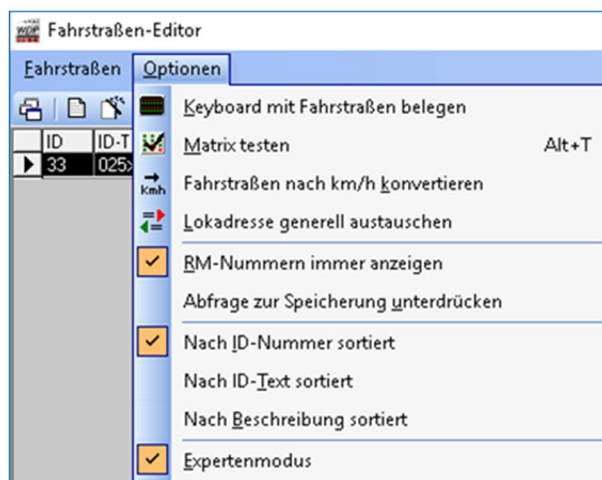 WDP Fahrstraßen-Editor
Fahrstraßen Optionen
Keyboard mit Fahrstraßen belegen
ID ID-T Matrix testen Alt+T
33 025
Kmh Fahrstraßen nach km/h konvertieren
Lokadresse generell austauschen
RM-Nummern immer anzeigen
Abfrage zur Speicherung unterdrücken
Nach ID-Nummer sortiert
Nach ID-Text sortiert
Nach Beschreibung sortiert
Expertenmodus